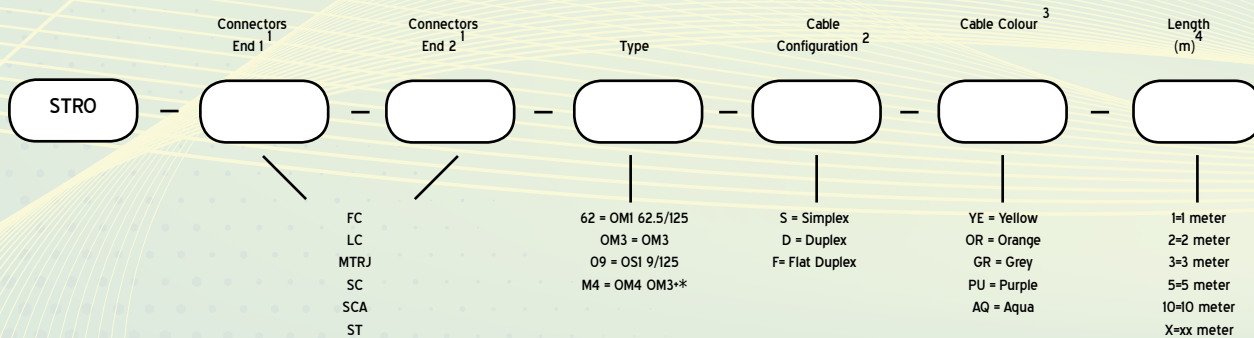 Connectors
End 1 1
Connectors
End 2 1
Type
Cable
Configuration 2
Cable Colour 3
Length
(m) 4
STRO – – – – – –
FC
LC
MTRJ
SC
SCA
ST
62 = OM1 62.5/125
OM3 = OM3
09 = OS1 9/125
M4 = OM4 OM3+*
S = Simplex
D = Duplex
F= Flat Duplex
YE = Yellow
OR = Orange
GR = Grey
PU = Purple
AQ = Aqua
1=1 meter
2=2 meter
3=3 meter
5=5 meter
10=10 meter
X=xx meter